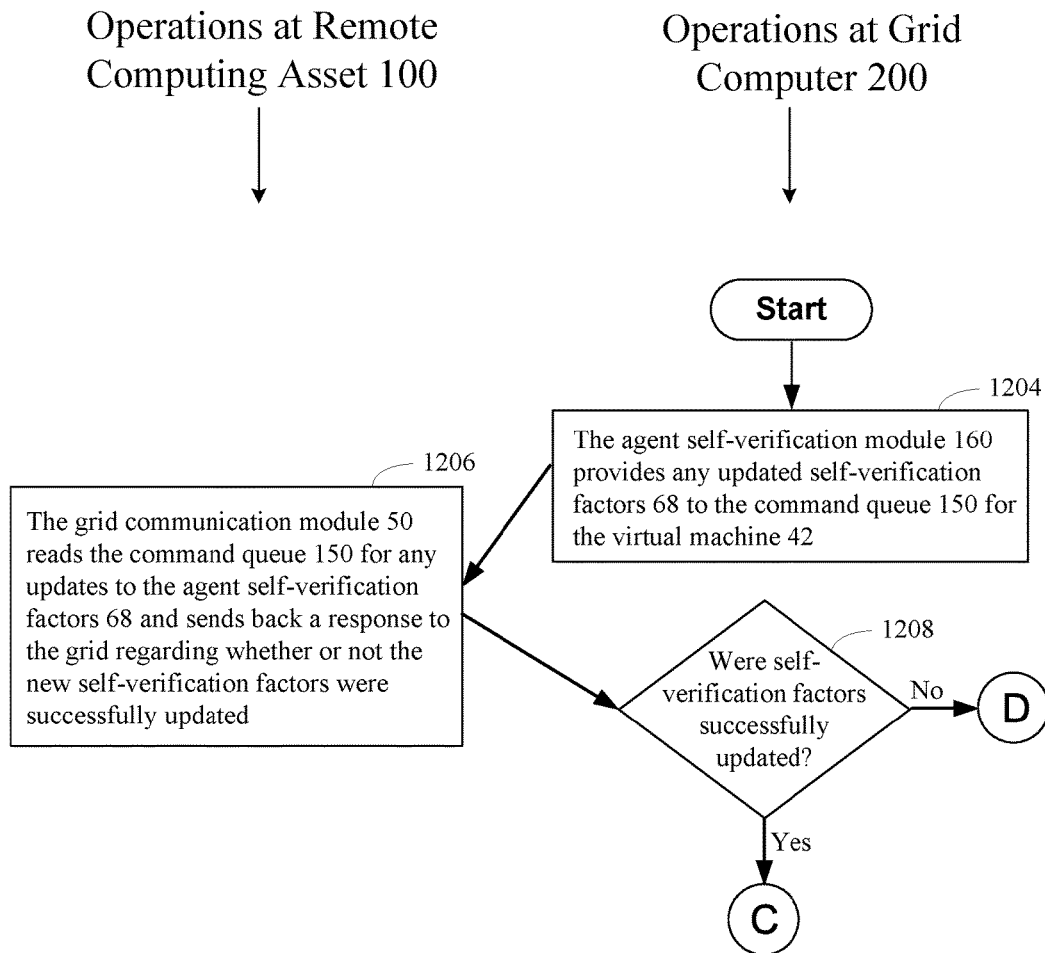 Operations at Remote
Computing Asset 100
Operations at Grid
Computer 200
Start
1204
The agent self-verification module 160
provides any updated self-verification
factors 68 to the command queue 150 for
the virtual machine 42
1206
The grid communication module 50
reads the command queue 150 for any
updates to the agent self-verification
factors 68 and sends back a response to
the grid regarding whether or not the
new self-verification factors were
successfully updated
1208
Were self-
verification factors
successfully
updated?
No
D
Yes
C